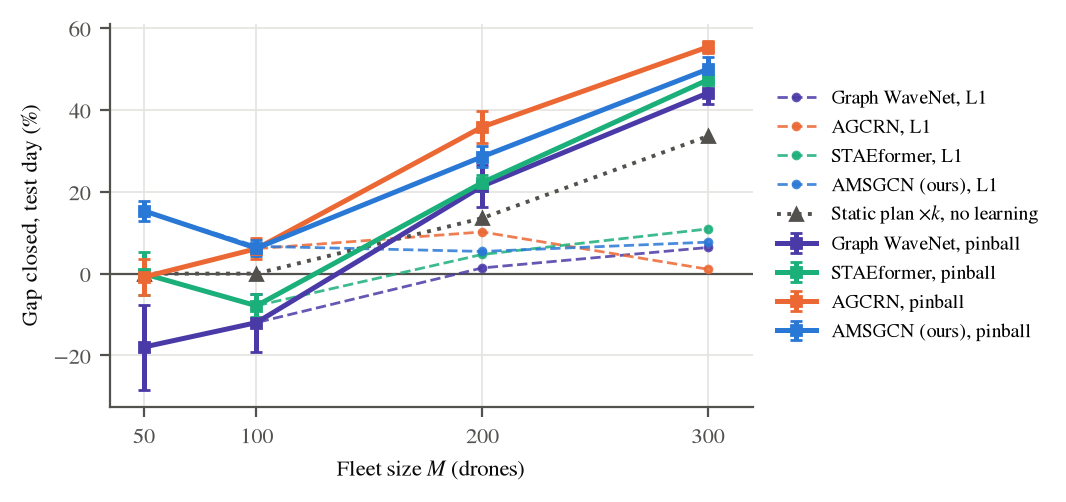 60
40
20
0
−20
50
100
200
300
Gap closed, test day (%)
Fleet size M (drones)
Graph WaveNet, L1
AGCRN, L1
STAEformer, L1
AMSGCN (ours), L1
Static plan ×k, no learning
Graph WaveNet, pinball
STAEformer, pinball
AGCRN, pinball
AMSGCN (ours), pinball